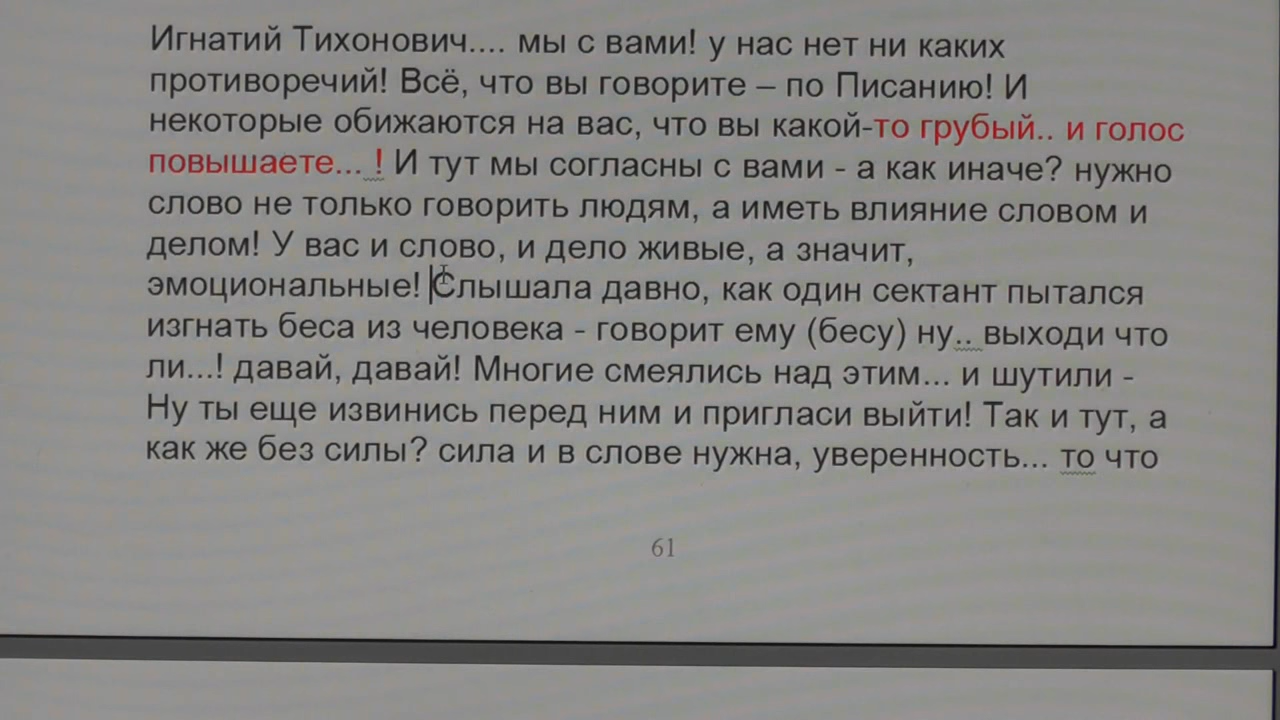 Игнатий Тихонович.... мы с вами! у нас нет ни каких
противоречий! Всё, что вы говорите – по Писанию! И
некоторые обижаются на вас, что вы какой-то грубый.. и голос
повышаете... ! И тут мы согласны с вами - а как иначе? нужно
слово не только говорить людям, а иметь влияние словом и
делом! У вас и слово, и дело живые, а значит,
эмоциональные! Слышала давно, как один сектант пытался
изгнать беса из человека - говорит ему (бесу) ну.. выходи что
ли...! давай, давай! Многие смеялись над этим... и шутили -
Ну ты еще извинись перед ним и пригласи выйти! Так и тут, а
как же без силы? сила и в слове нужна, уверенность... то что
61